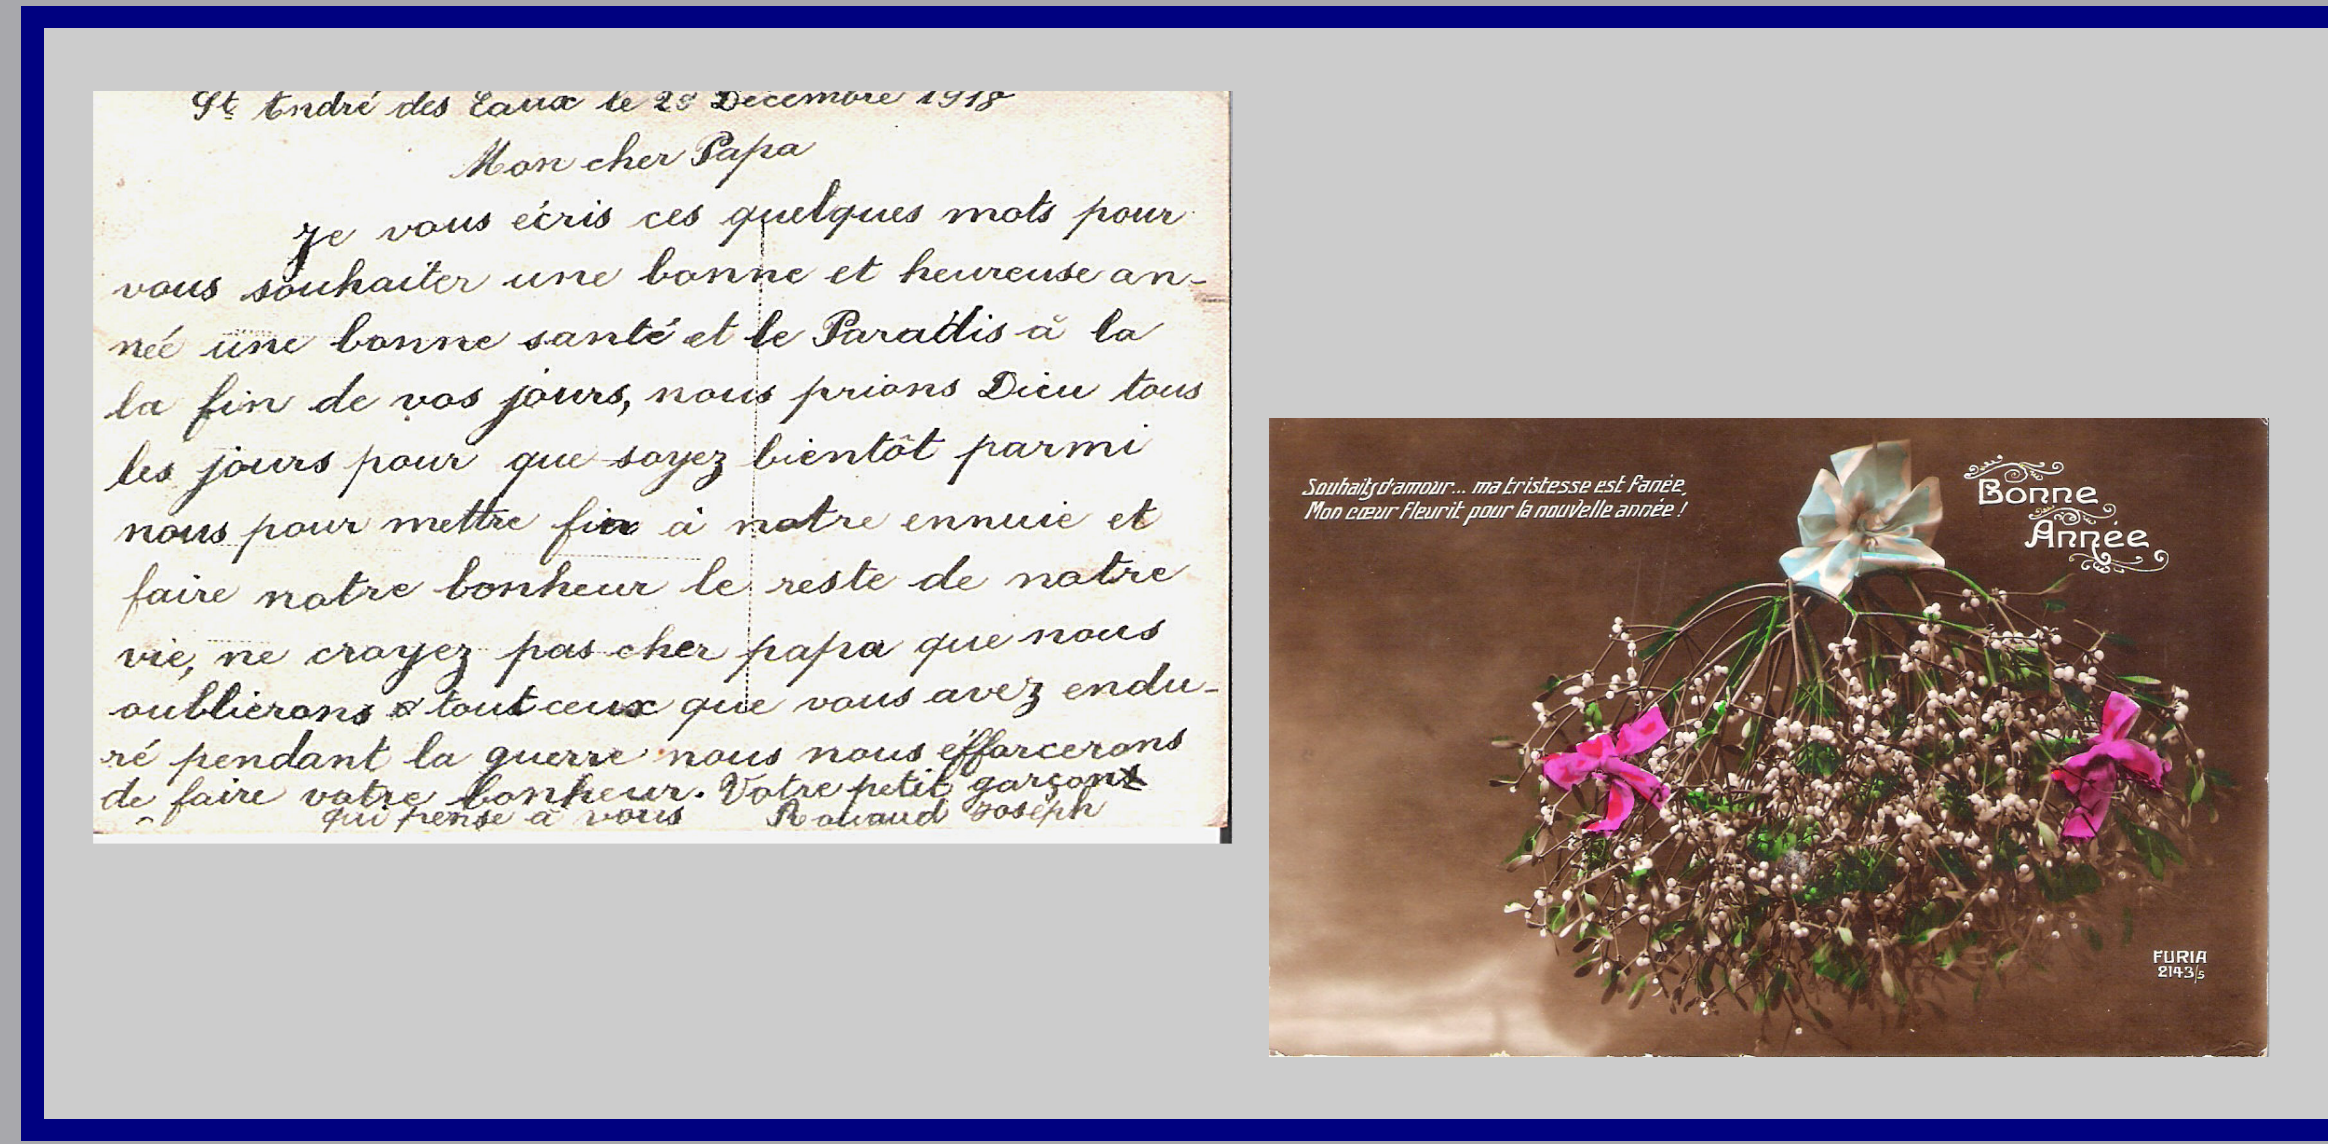 St André des Eaux le 28 Décembre 1918
Mon cher Papa
Je vous écris ces quelques mots pour
vous souhaiter une bonne et heureuse an-
neé une bonne santé et le Paradis à la
la fin de vos jours, nous prions Dieu tous
les jours pour que soyez bientôt parmi
nous pour mettre fin à notre ennuie et
faire notre bonheur le reste de notre
vie, ne croyez pas cher papa que nous
oublierons tout ceux que vous avez endu-
ré pendant la guerre nous nous éfforcerons
de faire votre bonheur. Votre petit garçon
qui pense à vous Rouaud Joseph
Souhaits d'amour... ma tristesse est fanée,
Mon cœur fleurit pour la nouvelle année !
Bonne
Année
FURIA
2143/5